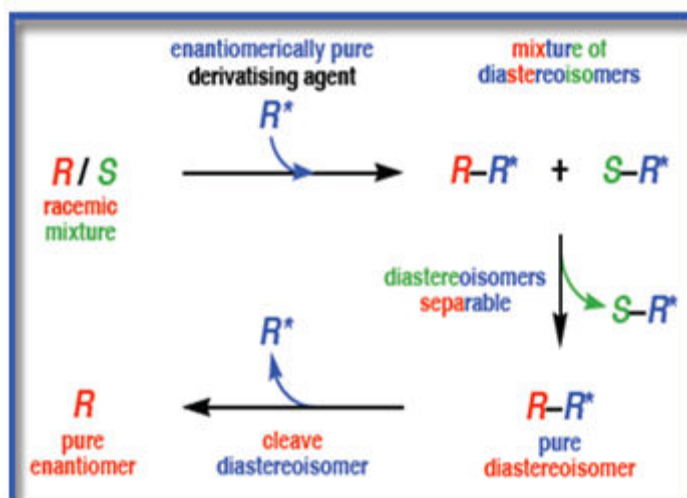 enantiomerically pure
derivatising agent
R*
mixture of
diastereoisomers
R / S
racemic
mixture
R–R* + S–R*
diastereoisomers
separable
S–R*
R*
R
pure
enantiomer
cleave
diastereoisomer
R–R*
pure
diastereoisomer